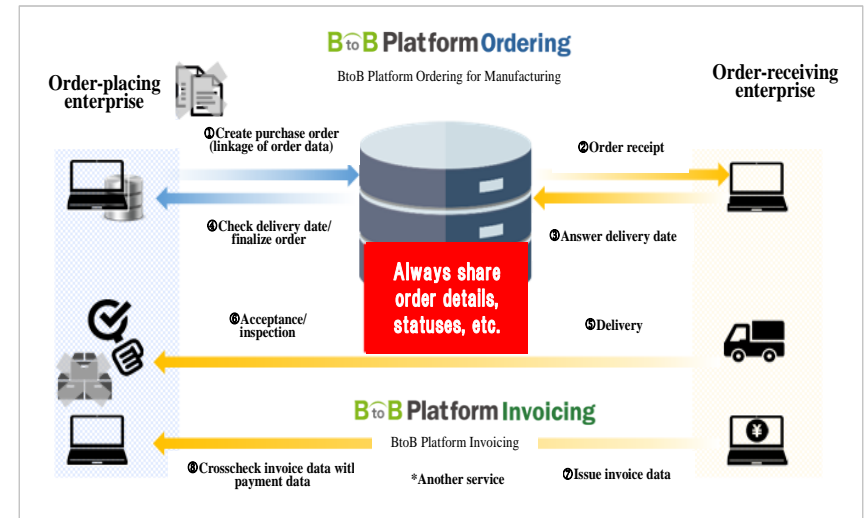 BtoB Platform Ordering
BtoB Platform Ordering for Manufacturing
Order-placing
enterprise
Order-receiving
enterprise
①Create purchase order
(linkage of order data)
②Order receipt
④Check delivery date/
finalize order
③Answer delivery date
Always share
order details,
statuses, etc.
⑥Acceptance/
inspection
⑤Delivery
BtoB Platform Invoicing
BtoB Platform Invoicing
⑧Crosscheck invoice data with
payment data
*Another service
⑦Issue invoice data
¥